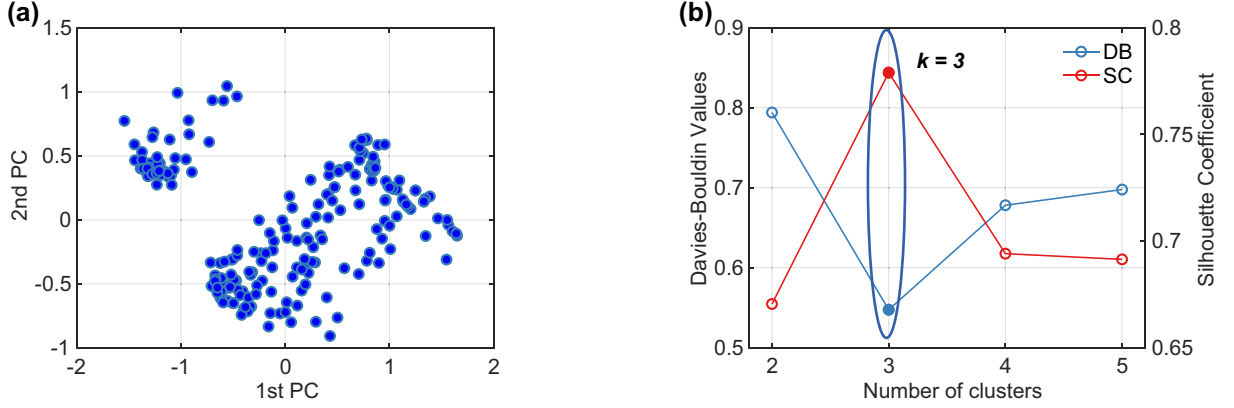 (a)
1.5
1
0.5
0
-0.5
-1
-2
-1
0
1
2
2nd PC
1st PC
(b)
0.9
0.8
0.7
0.6
0.5
0.8
0.75
0.7
0.65
2
3
4
5
k = 3
DB
SC
Davies-Bouldin Values
Silhouette Coefficeient
Number of clusters